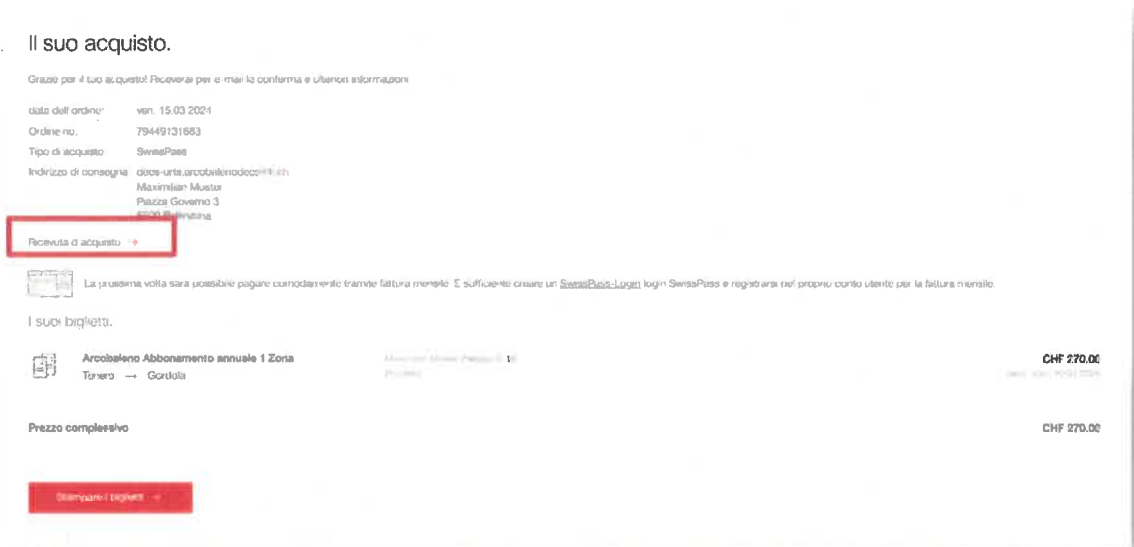 Il suo acquisto.
Grazie per il tuo acquisto! Riceverai per e-mail la conferma e ulteriori informazioni
data dell'ordine: ven. 15.03.2024
Ordine no. 79449131683
Tipo di acquisto SwissPass
Indirizzo di consegna
Maximilian Muster
Piazza Governo 3
Ricevuta di acquisto →
La prossima volta sarà possibile pagare comodamente tramite fattura mensile. È sufficiente creare un SwissPass-Login login SwissPass e registrarsi nel proprio conto utente per la fattura mensile.
I suoi biglietti.
Arcobaleno Abbonamento annuale 1 Zona CHF 270.00
Tenero → Gordola
Prezzo complessivo CHF 270.00
Stampare i biglietti →